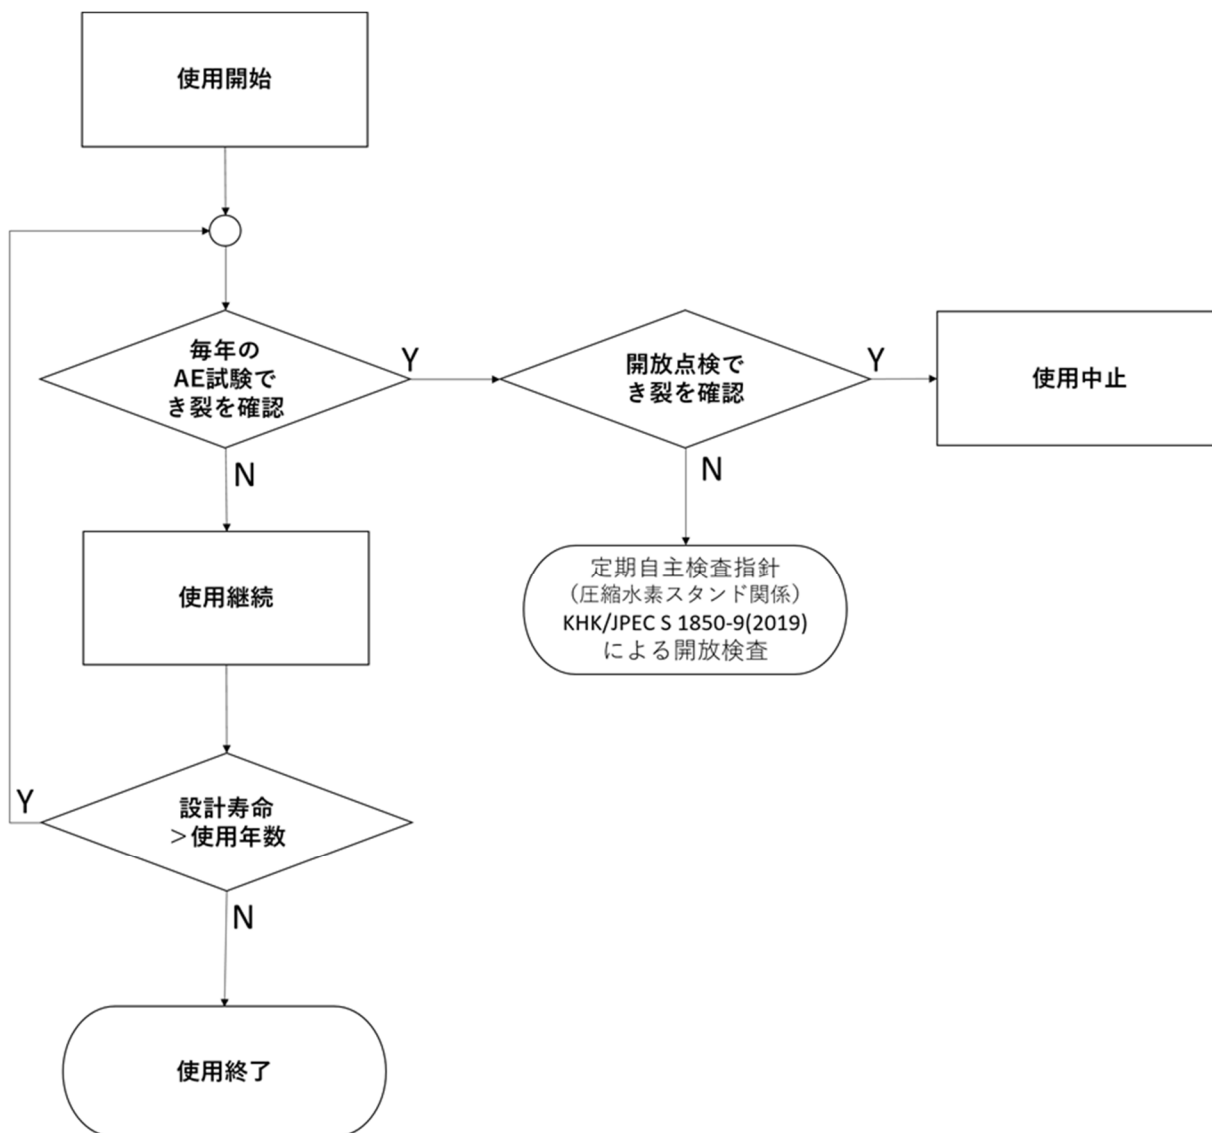 使用開始
毎年の
AE試験で
き裂を確認
Y
開放点検で
き裂を確認
Y
使用中止
N
N
使用継続
定期自主検査指針
（圧縮水素スタンド関係）
KHK/JPEC S 1850-9(2019)
による開放検査
Y
設計寿命
＞使用年数
N
使用終了